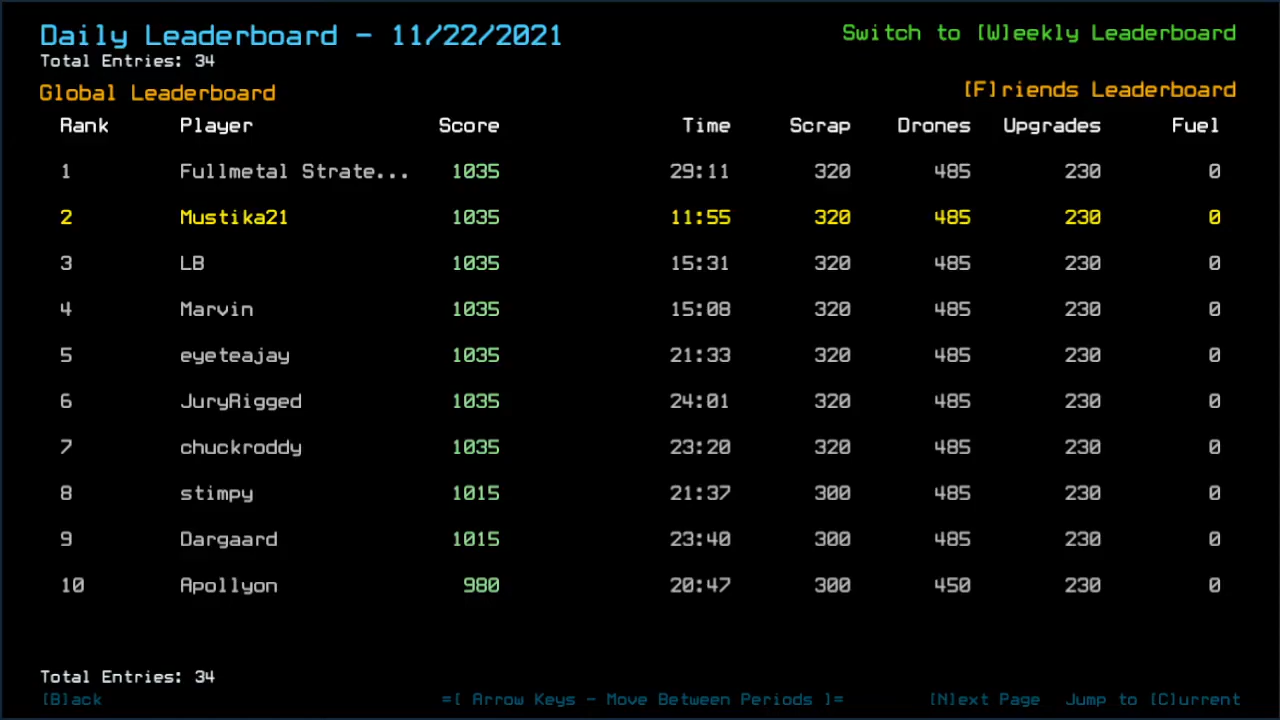 Daily Leaderboard - 11/22/2021 Switch to [W]eekly Leaderboard
Total Entries: 34
Global Leaderboard [F]riends Leaderboard
Rank Player Score Time Scrap Drones Upgrades Fuel
1 Fullmetal Strate... 1035 29:11 320 485 230 0
2 Mustika21 1035 11:55 320 485 230 0
3 LB 1035 15:31 320 485 230 0
4 Marvin 1035 15:08 320 485 230 0
5 eyeteajay 1035 21:33 320 485 230 0
6 JuryRigged 1035 24:01 320 485 230 0
7 chuckroddy 1035 23:20 320 485 230 0
8 stimpy 1015 21:37 300 485 230 0
9 Dargaard 1015 23:40 300 485 230 0
10 Apollyon 980 20:47 300 450 230 0
Total Entries: 34
[B]ack =[ Arrow Keys - Move Between Periods ]= [N]ext Page Jump to [C]urrent